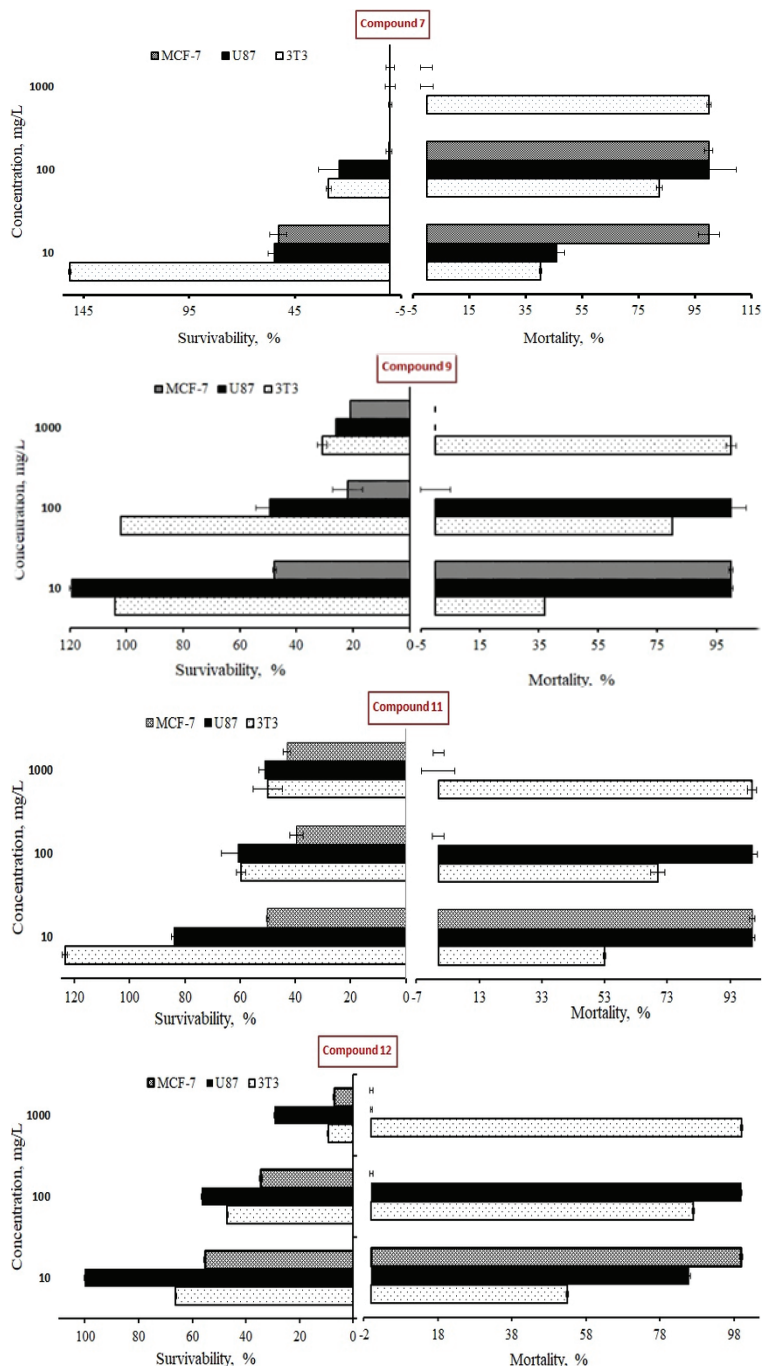 Compound 7
MCF-7 U87 3T3
Concentration, mg/L
1000
100
10
145 95 45 -5
-5 15 35 55 75 95 115
Survivability, %
Mortality, %
Compound 9
MCF-7 U87 3T3
Concentration, mg/L
1000
100
10
120 100 80 60 40 20 0
-5 15 35 55 75 95
Survivability, %
Mortality, %
Compound 11
MCF-7 U87 3T3
Concentration, mg/L
1000
100
10
120 100 80 60 40 20 0
-7 13 33 53 73 93
Survivability, %
Mortality, %
Compound 12
MCF-7 U87 3T3
Concentration, mg/L
1000
100
10
100 80 60 40 20 0
-2 18 38 58 78 98
Survivability, %
Mortality, %